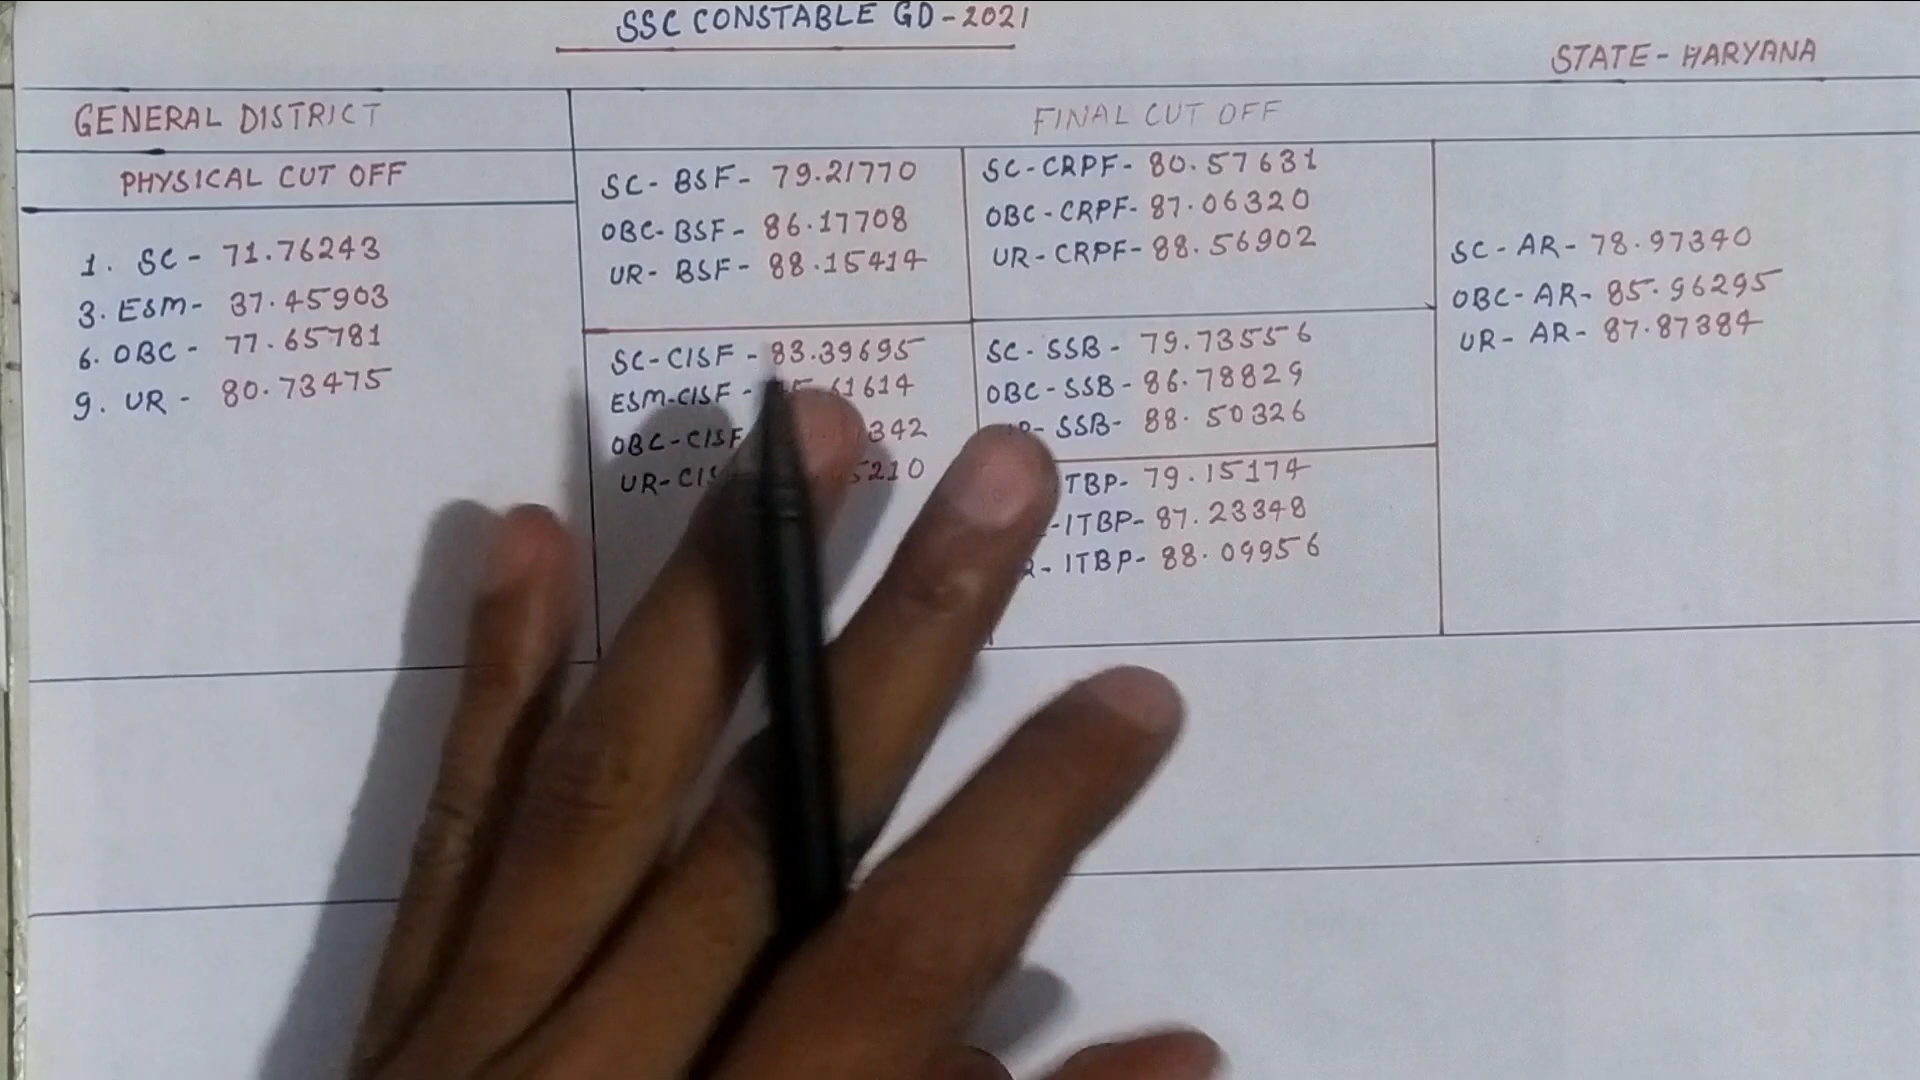 SSC CONSTABLE GD-2021
STATE-HARYANA
GENERAL DISTRICT
FINAL CUT OFF
PHYSICAL CUT OFF
1. SC- 71.76243
3. ESM- 37.45903
6. OBC- 77.65781
9. UR- 80.73475
SC-BSF- 79.21770
OBC-BSF- 86.17708
UR-BSF- 88.15414
SC-CISF-83.39695
ESM-CISF-
OBC-CISF
SC-CRPF- 80.57631
OBC-CRPF- 87.06320
UR-CRPF- 88.56902
SC-SSB- 79.73556
OBC-SSB- 86.78829
SSB- 88.50326
TBP- 79.15174
-ITBP- 87.23348
-ITBP- 88.09956
SC-AR- 78.97340
OBC-AR- 85.96295
UR-AR- 87.87384